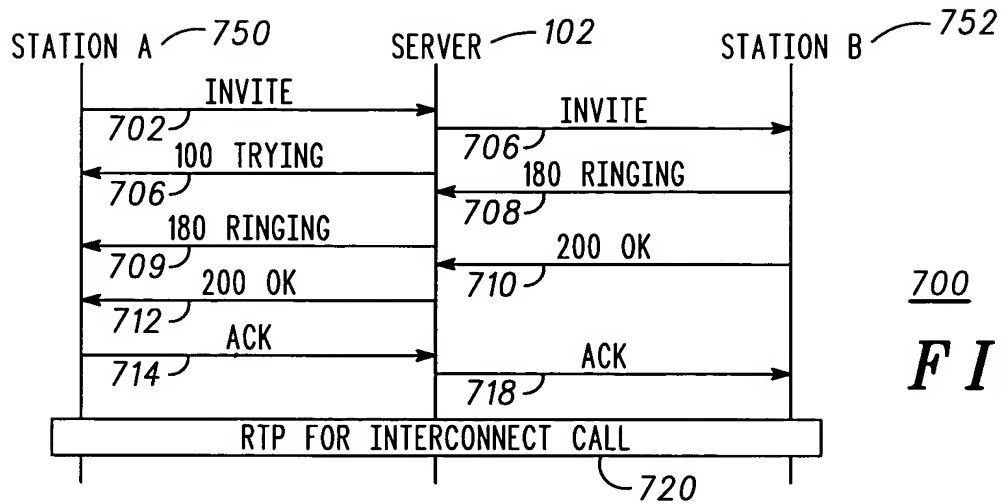 STATION A 750 SERVER 102 STATION B 752
INVITE
702
INVITE
706
100 TRYING
706
180 RINGING
708
180 RINGING
709
200 OK
710
200 OK
712
ACK
714
ACK
718
RTP FOR INTERCONNECT CALL
720
700
FI